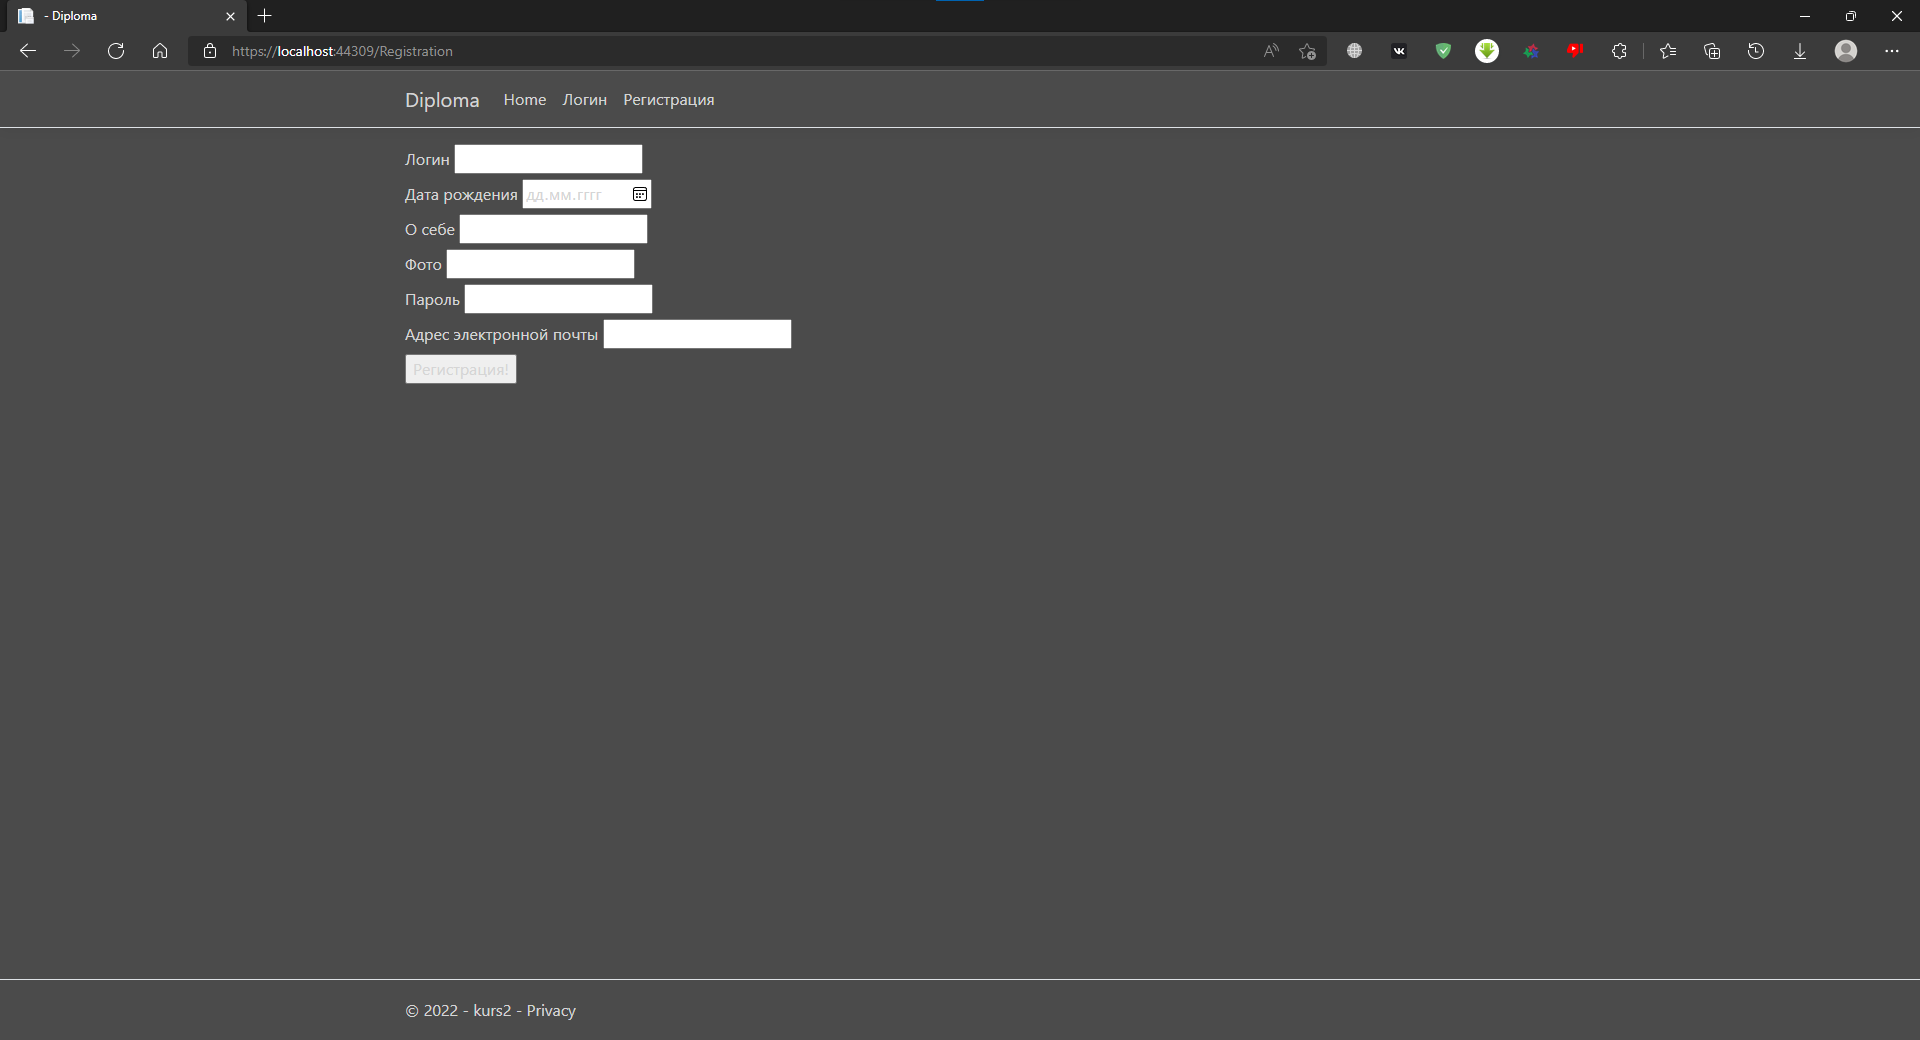 - Diploma
https://localhost:44309/Registration
Diploma Home Логин Регистрация
Логин
Дата рождения дд.мм.гггг
О себе
Фото
Пароль
Адрес электронной почты
Регистрация!
© 2022 - kurs2 - Privacy